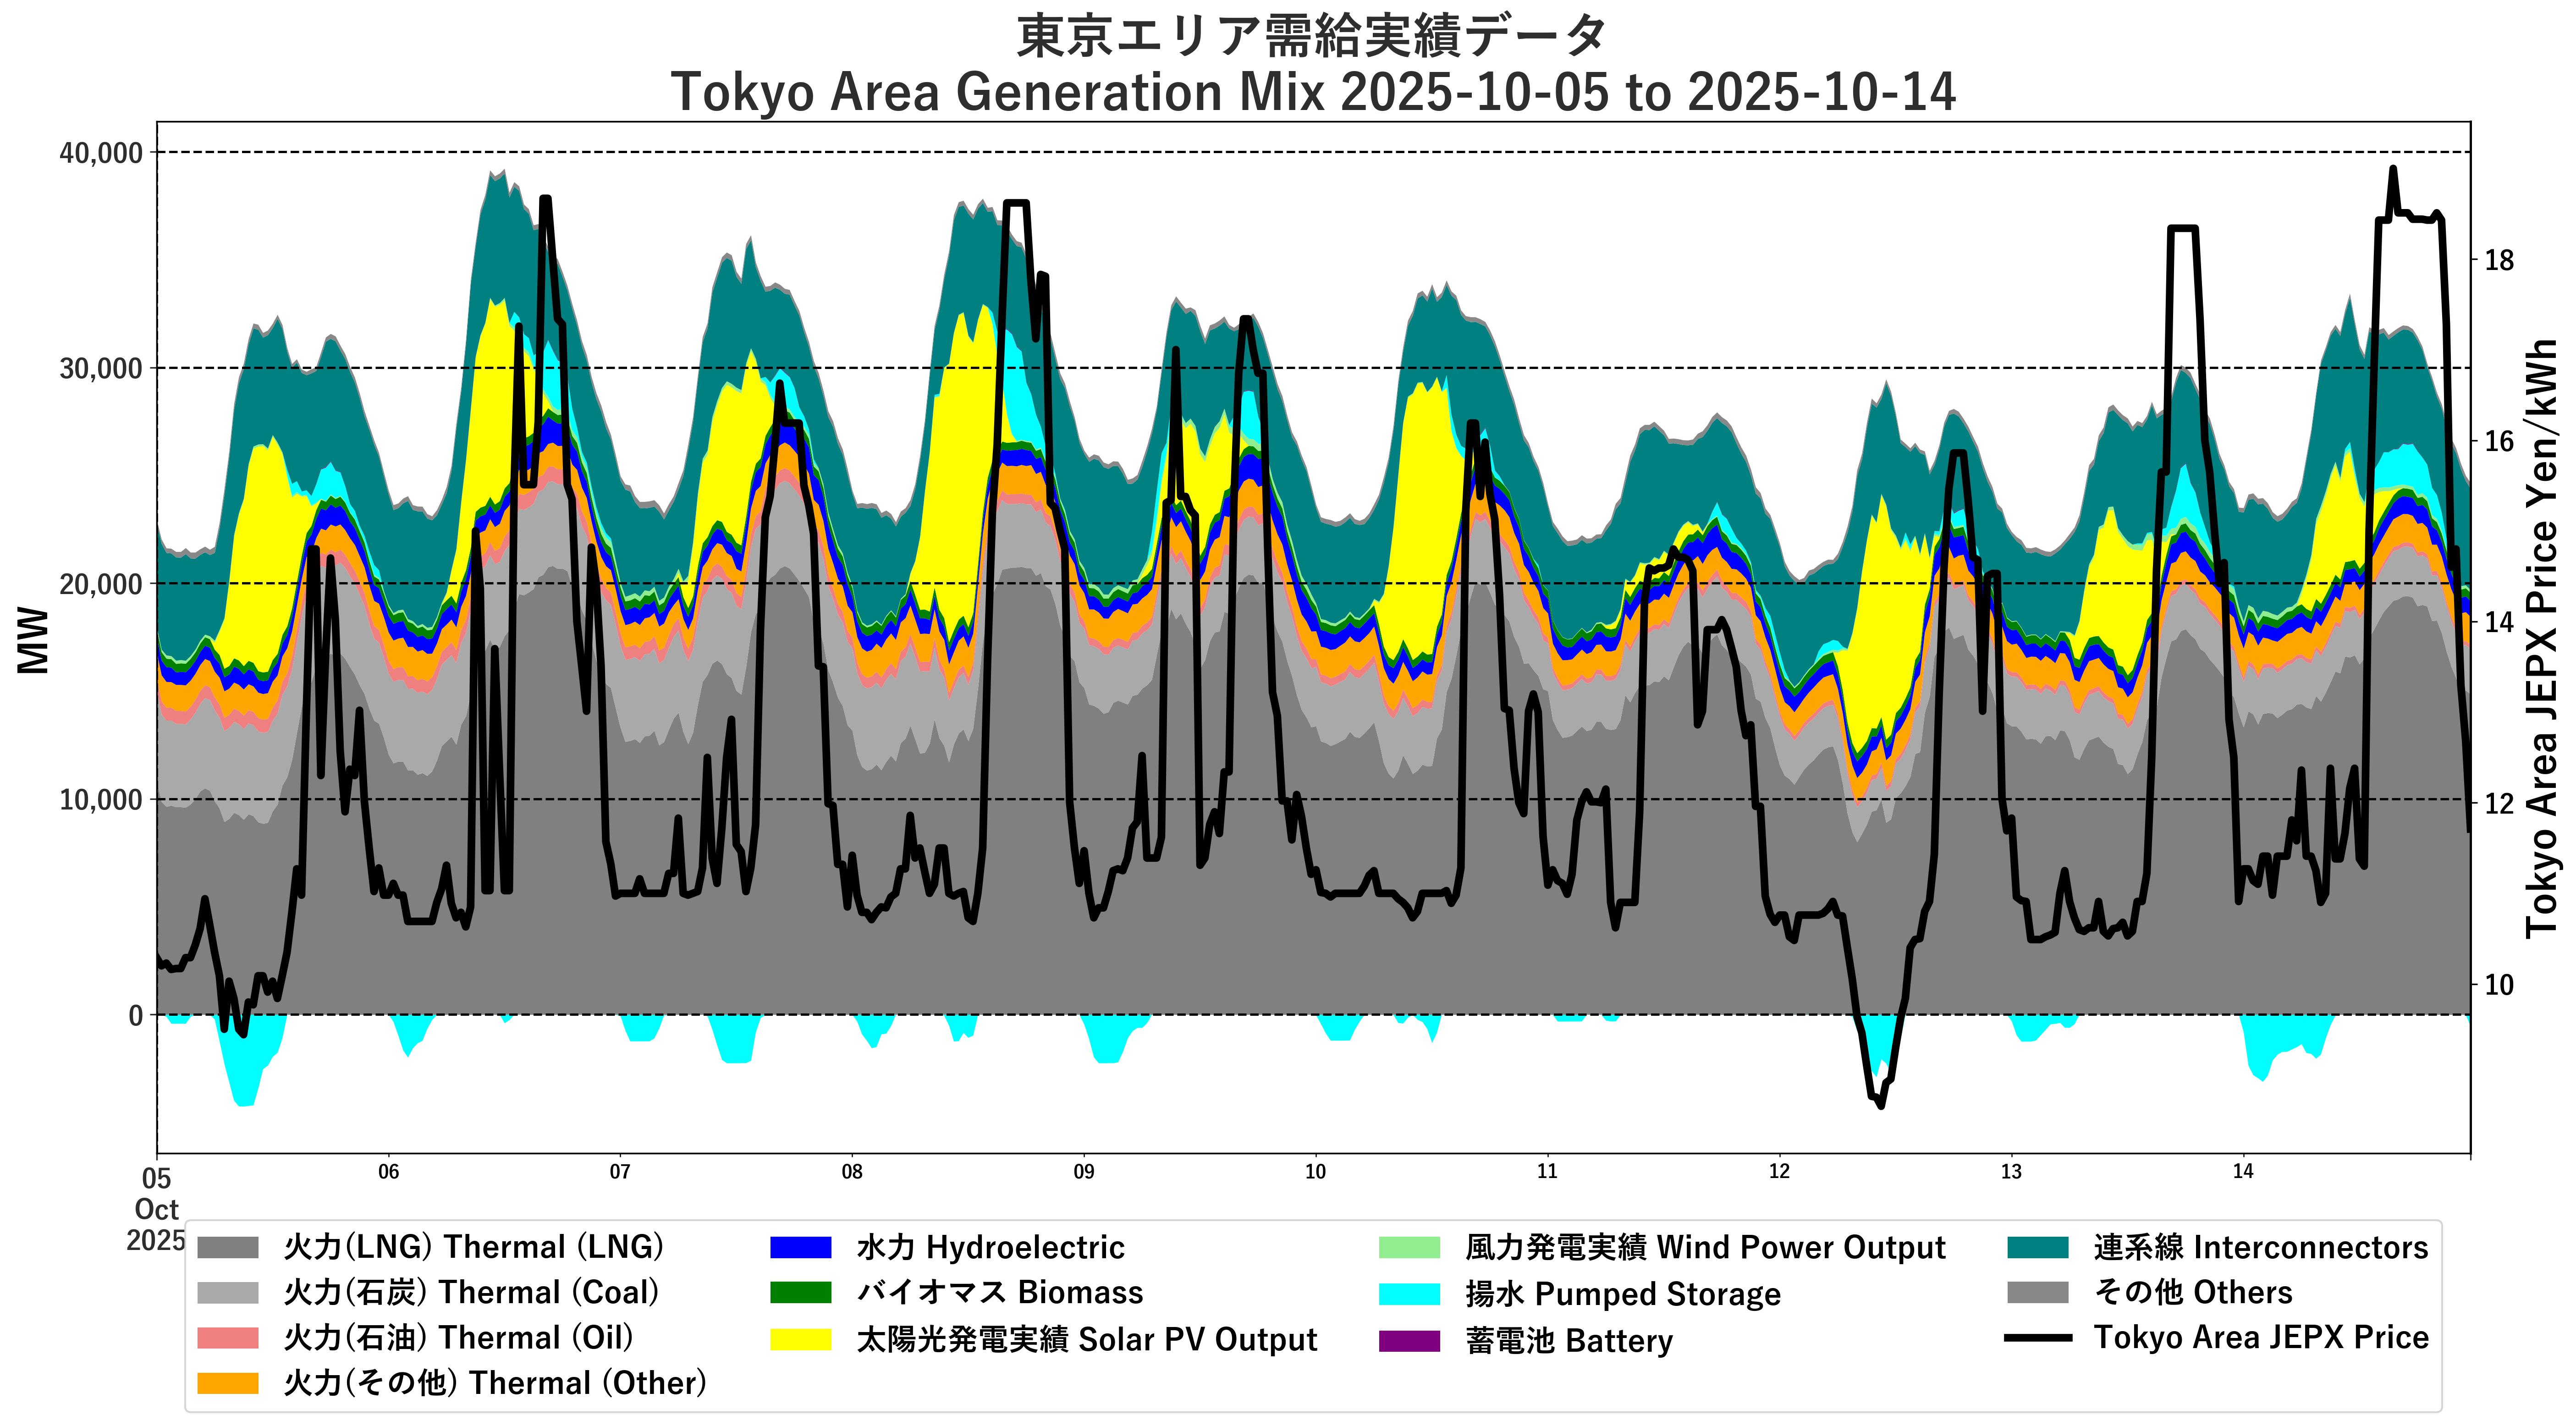 東京エリア需給実績データ
Tokyo Area Generation Mix 2025-10-05 to 2025-10-14
40,000
30,000
20,000
10,000
0
MW
18
16
14
12
10
Tokyo Area JEPX Price Yen/kWh
05
Oct
2025
06
07
08
09
10
11
12
13
14
火力(LNG) Thermal (LNG)
火力(石炭) Thermal (Coal)
火力(石油) Thermal (Oil)
火力(その他) Thermal (Other)
水力 Hydroelectric
バイオマス Biomass
太陽光発電実績 Solar PV Output
風力発電実績 Wind Power Output
揚水 Pumped Storage
蓄電池 Battery
連系線 Interconnectors
その他 Others
Tokyo Area JEPX Price